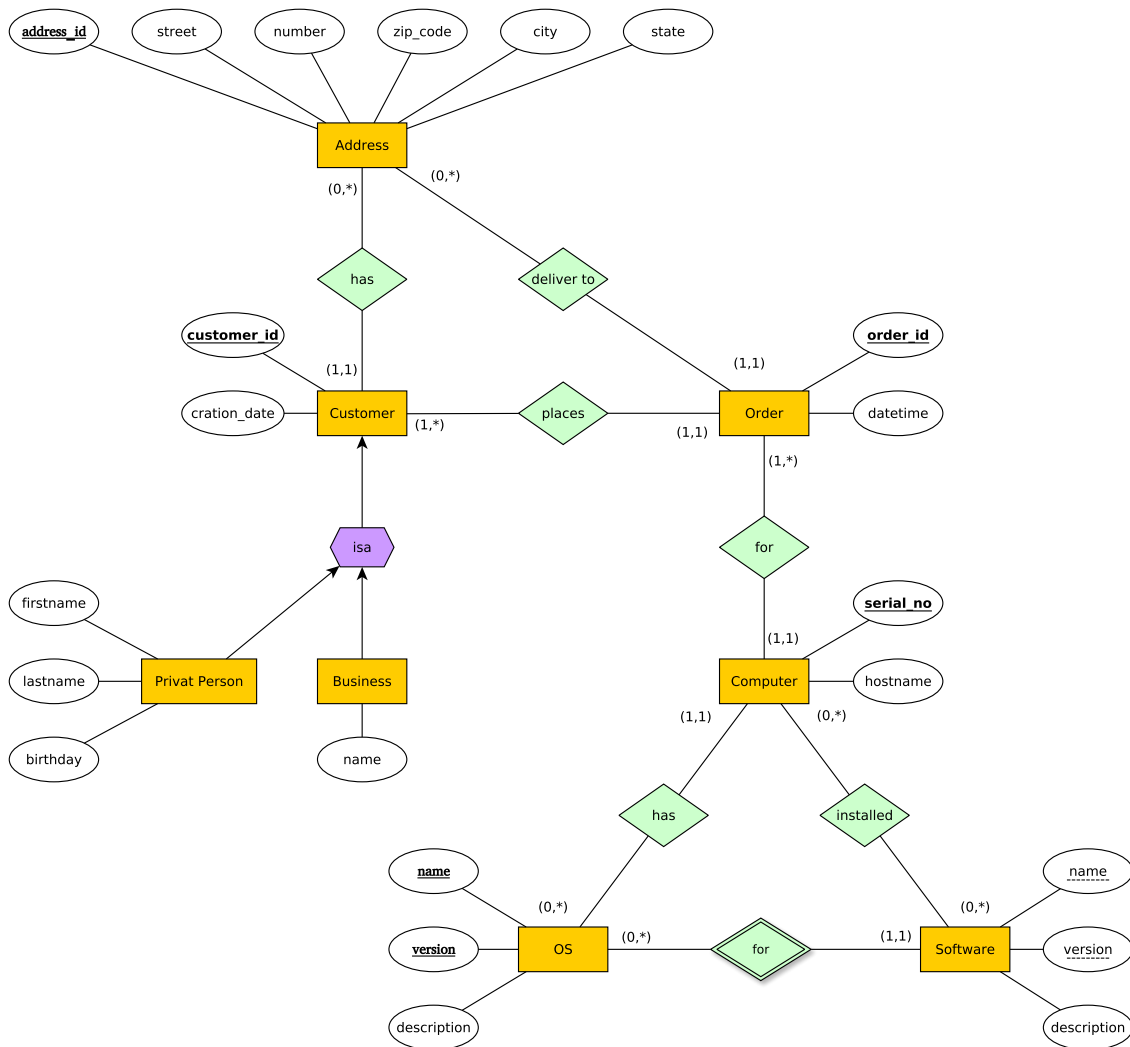 address_id
street
number
zip_code
city
state
Address
(0,*)
(0,*)
has
deliver to
customer_id
order_id
(1,1)
(1,1)
cration_date
Customer
places
Order
datetime
(1,*)
(1,1)
(1,*)
isa
for
firstname
serial_no
(1,1)
lastname
Privat Person
Business
Computer
hostname
(1,1)
(0,*)
birthday
name
has
installed
name
name
(0,*)
(0,*)
(0,*)
(1,1)
version
OS
for
Software
version
description
description